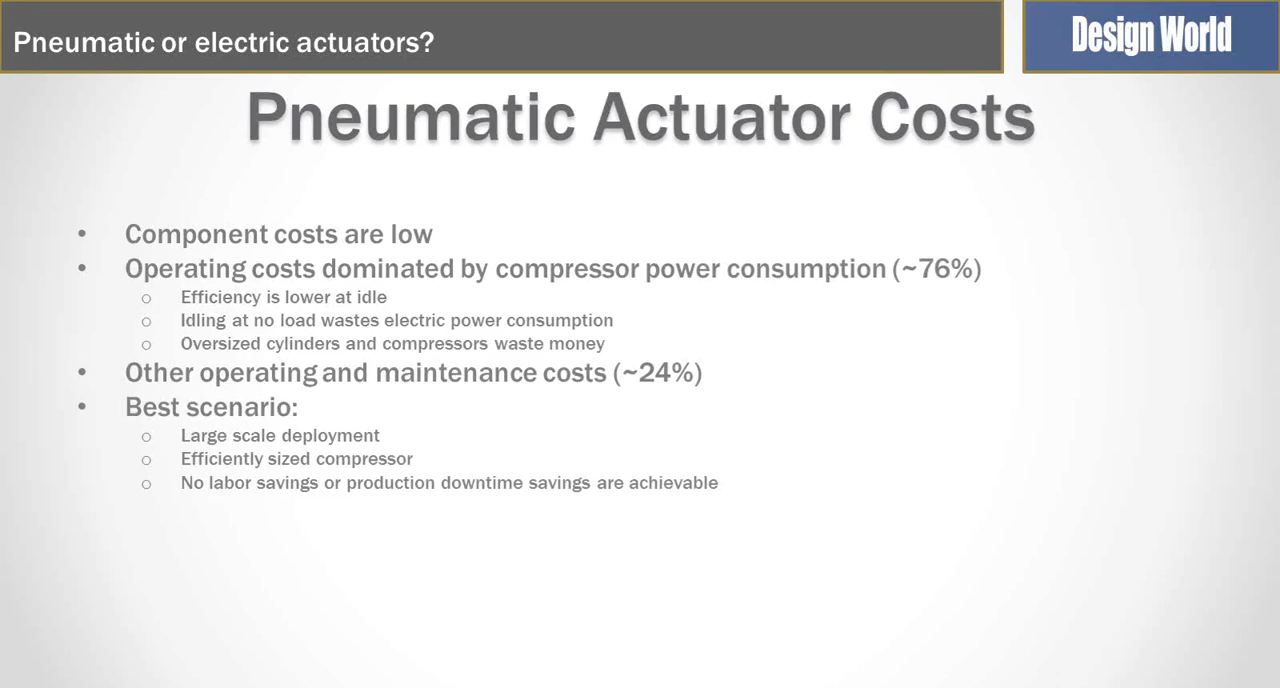 Pneumatic or electric actuators?
Design World
Pneumatic Actuator Costs
• Component costs are low
• Operating costs dominated by compressor power consumption (~76%)
o Efficiency is lower at idle
o Idling at no load wastes electric power consumption
o Oversized cylinders and compressors waste money
• Other operating and maintenance costs (~24%)
• Best scenario:
o Large scale deployment
o Efficiently sized compressor
o No labor savings or production downtime savings are achievable